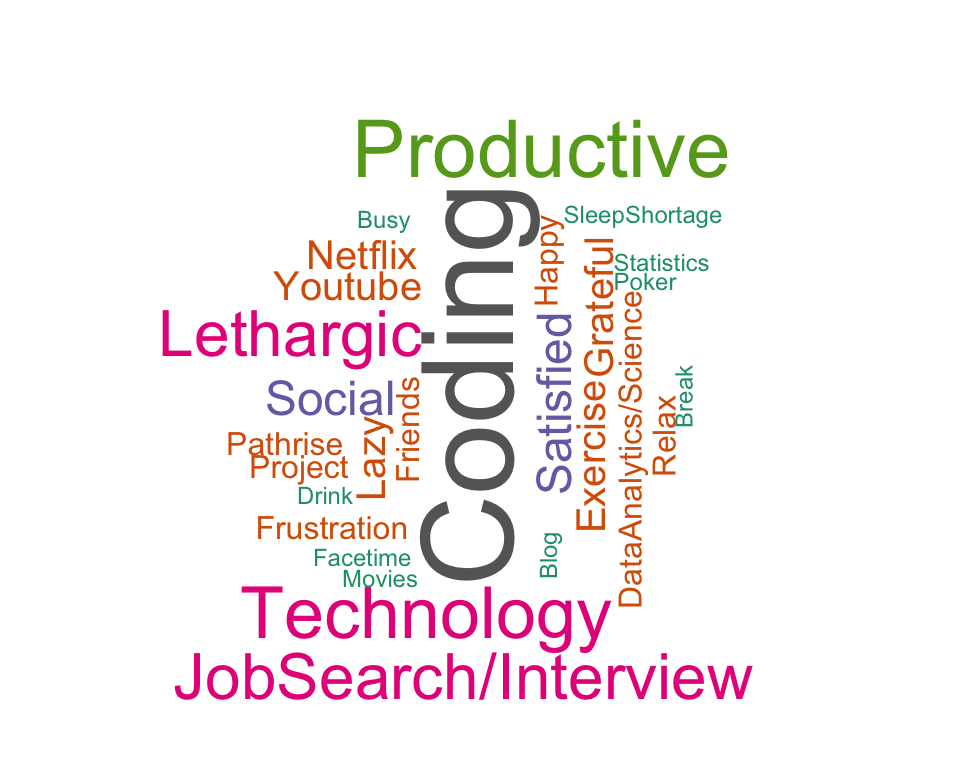 Productive
Busy
SleepShortage
Netflix
Youtube
Coding
Happy
Grateful
Statistics
Poker
Lethargic
Satisfied
DataAnalytics/Science
Social
Friends
Lazy
Exercise
Relax
Break
Pathrise
Project
Drink
Frustration
Blog
Facetime
Movies
Technology
JobSearch/Interview